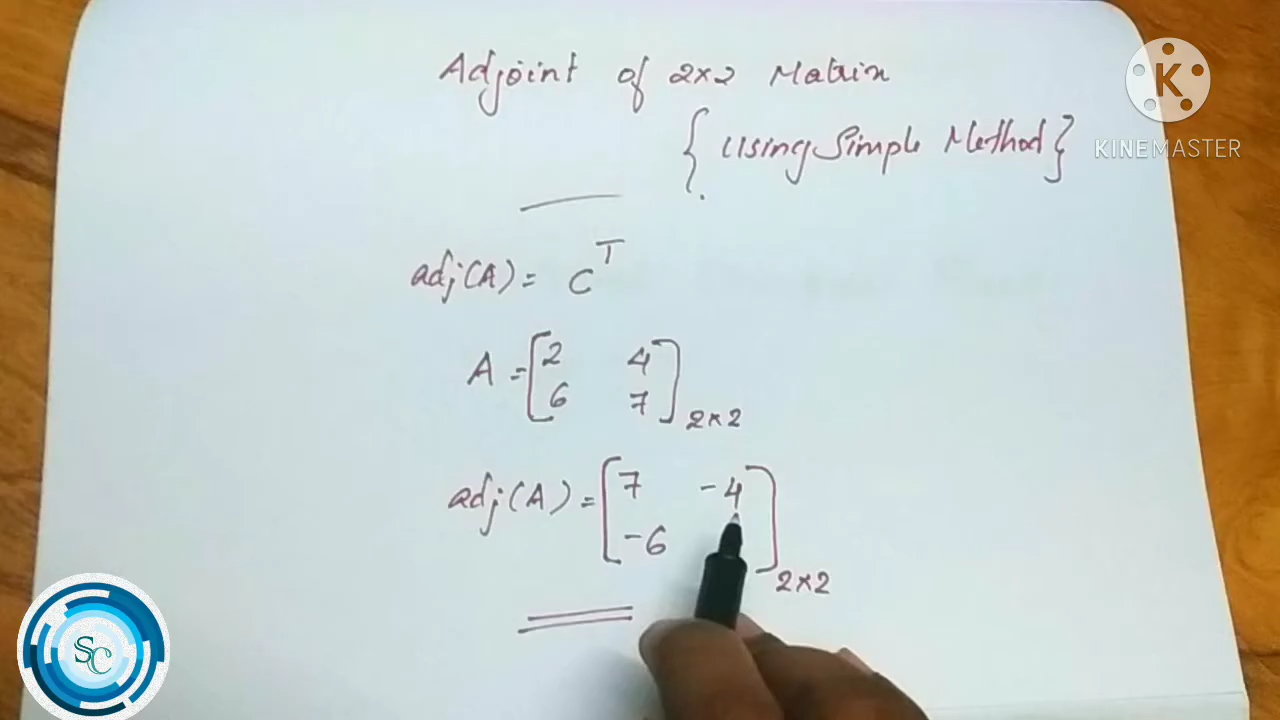 Adjoint of 2×2 Matrix
{Using Simple Method}
adj(A) = C^T
A = [2 4
6 7]2×2
adj(A) = [7 -4
-6 ]2×2
K
KINEMASTER
SC